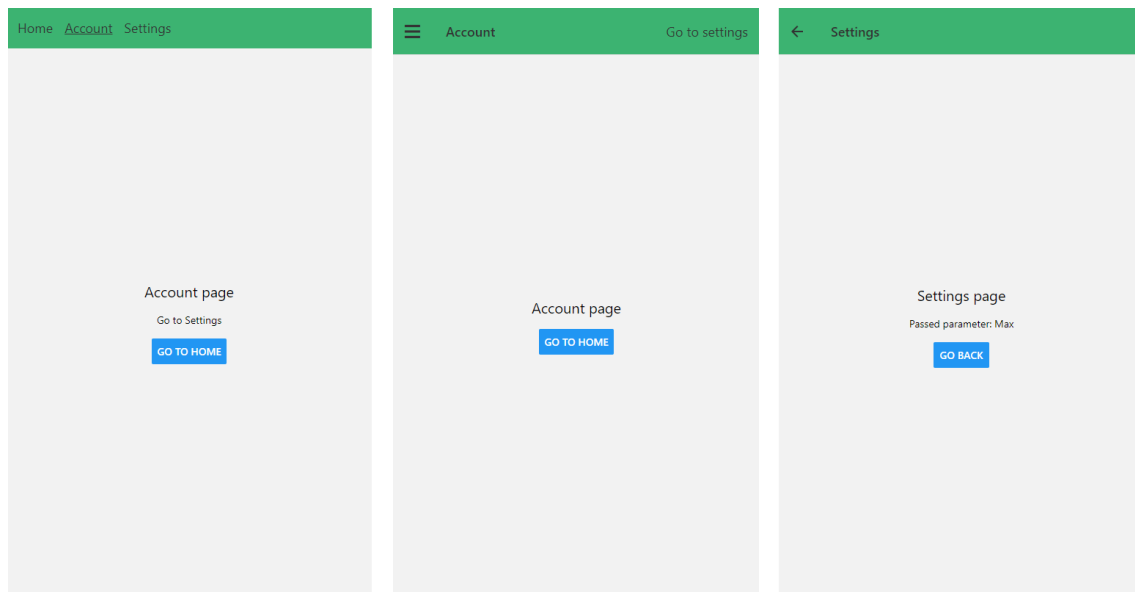 Home Account Settings
Account page
Go to Settings
GO TO HOME
Account Go to settings
Account page
GO TO HOME
Settings
Settings page
Passed parameter: Max
GO BACK